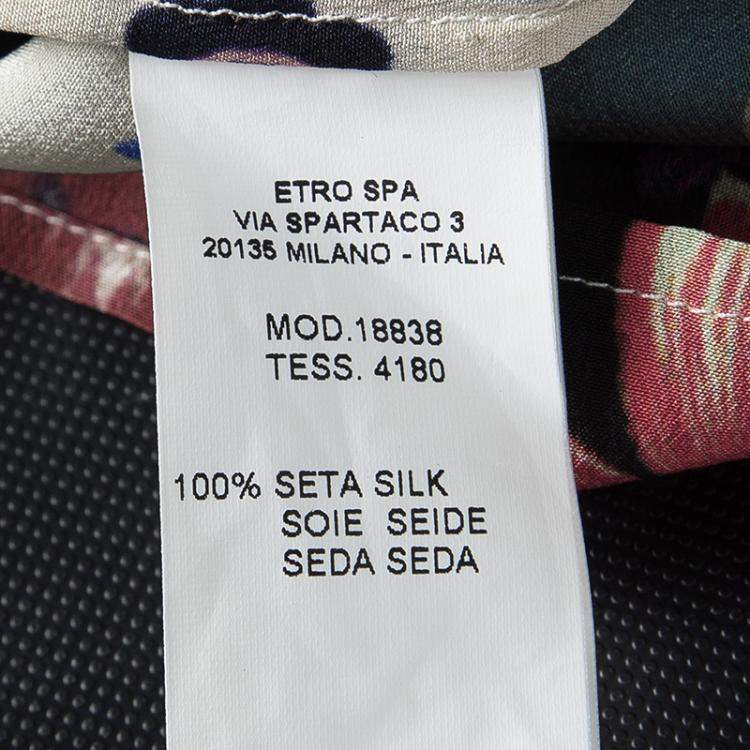 ETRO SPA
VIA SPARTACO 3
20135 MILANO - ITALIA
MOD.18838
TESS. 4180
100% SETA SILK
SOIE SEIDE
SEDA SEDA